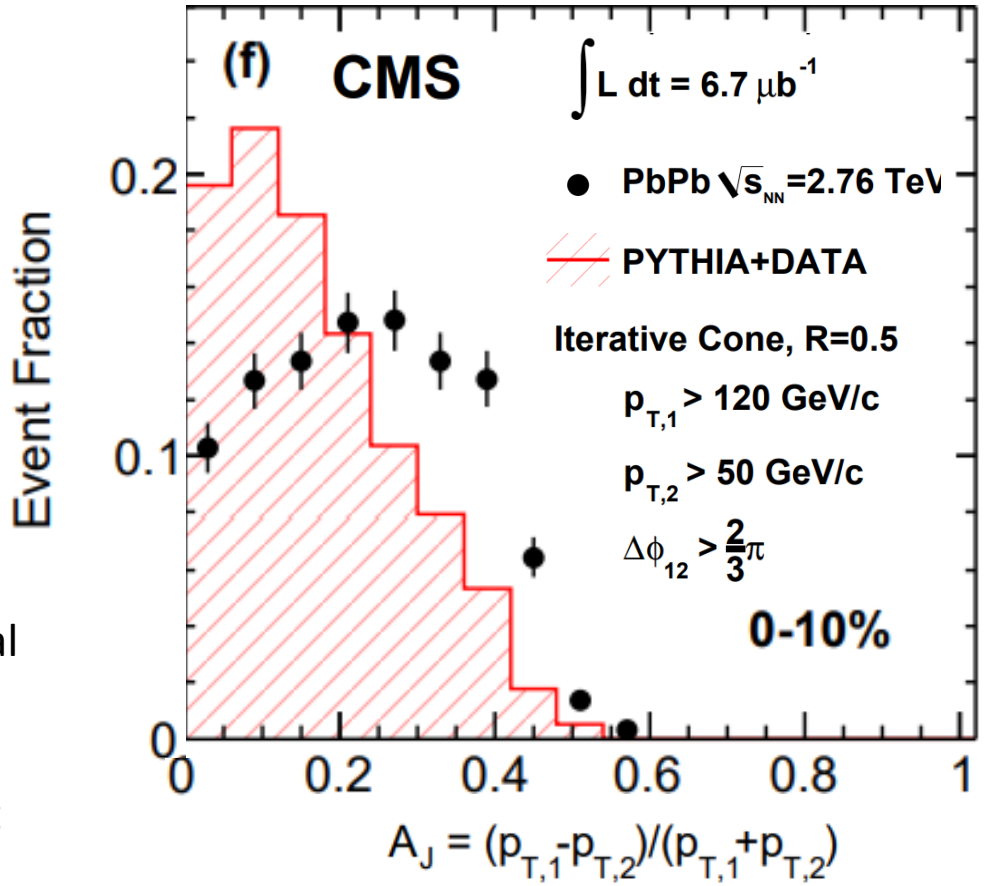 (f) CMS
∫L dt = 6.7 μb⁻¹
PbPb √s_NN=2.76 TeV
PYTHIA+DATA
Iterative Cone, R=0.5
p_T,1 > 120 GeV/c
p_T,2 > 50 GeV/c
Δϕ_12 > 2/3 π
0-10%
Event Fraction
0.2
0.1
0
al
0 0.2 0.4 0.6 0.8 1
A_J = (p_T,1-p_T,2)/(p_T,1+p_T,2)